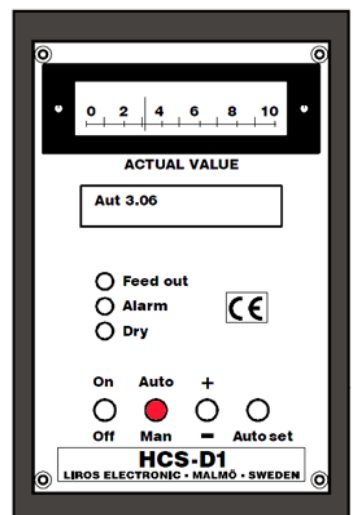 0 2 4 6 8 10
ACTUAL VALUE
Aut 3.06
Feed out
Alarm
CE
Dry
On Auto +
Off Man - Auto set
HCS-D1
LIROS ELECTRONIC • MALMÖ • SWEDEN